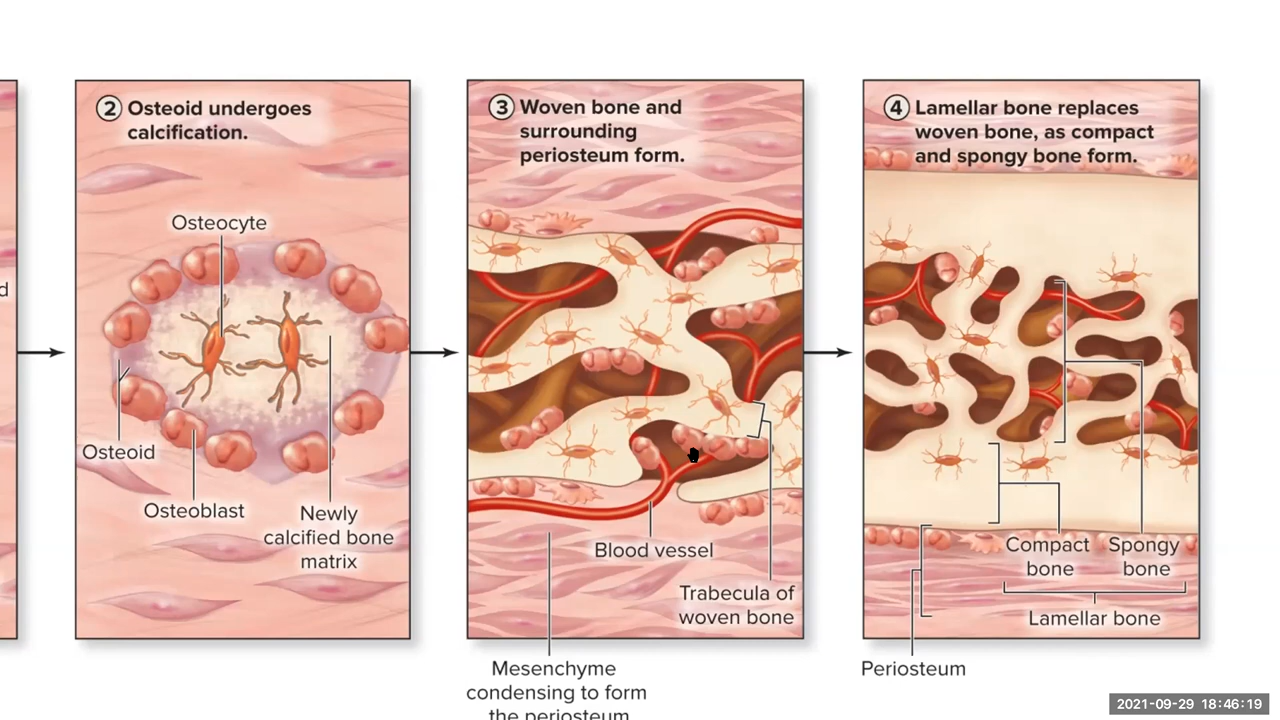 d
② Osteoid undergoes
calcification.
Osteocyte
Osteoid
Osteoblast
Newly
calcified bone
matrix
③ Woven bone and
surrounding
periosteum form.
Blood vessel
Trabecula of
woven bone
Mesenchyme
condensing to form
the periosteum
④ Lamellar bone replaces
woven bone, as compact
and spongy bone form.
Compact
bone
Spongy
bone
Lamellar bone
Periosteum
2021-09-29 18:46:19